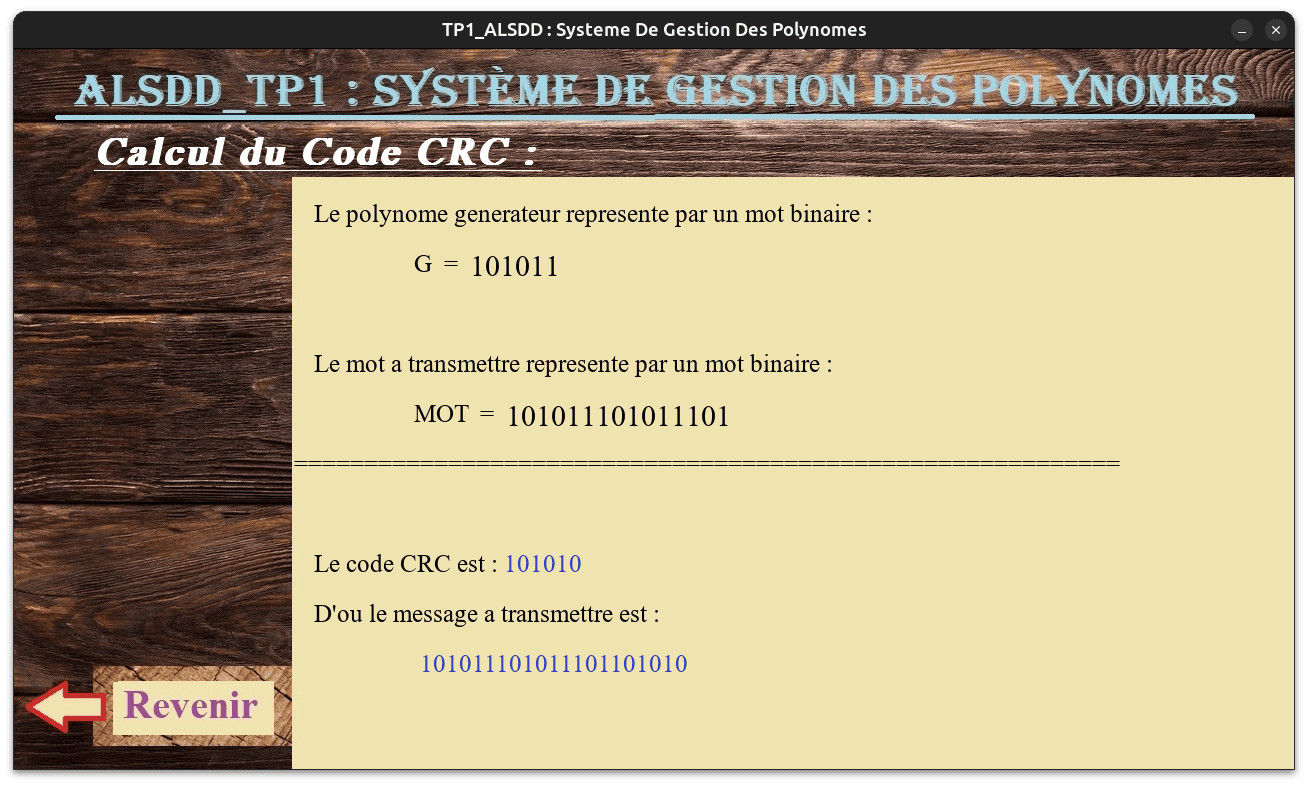 TP1_ALSDD : Systeme De Gestion Des Polynomes
ALSDD_TP1 : SYSTÈME DE GESTION DES POLYNOMES
Calcul du Code CRC :
Le polynome generateur represente par un mot binaire :
G = 101011
Le mot a transmettre represente par un mot binaire :
MOT = 101011101011101
===========================================================
Le code CRC est : 101010
D'ou le message a transmettre est :
101011101011101101010
Revenir